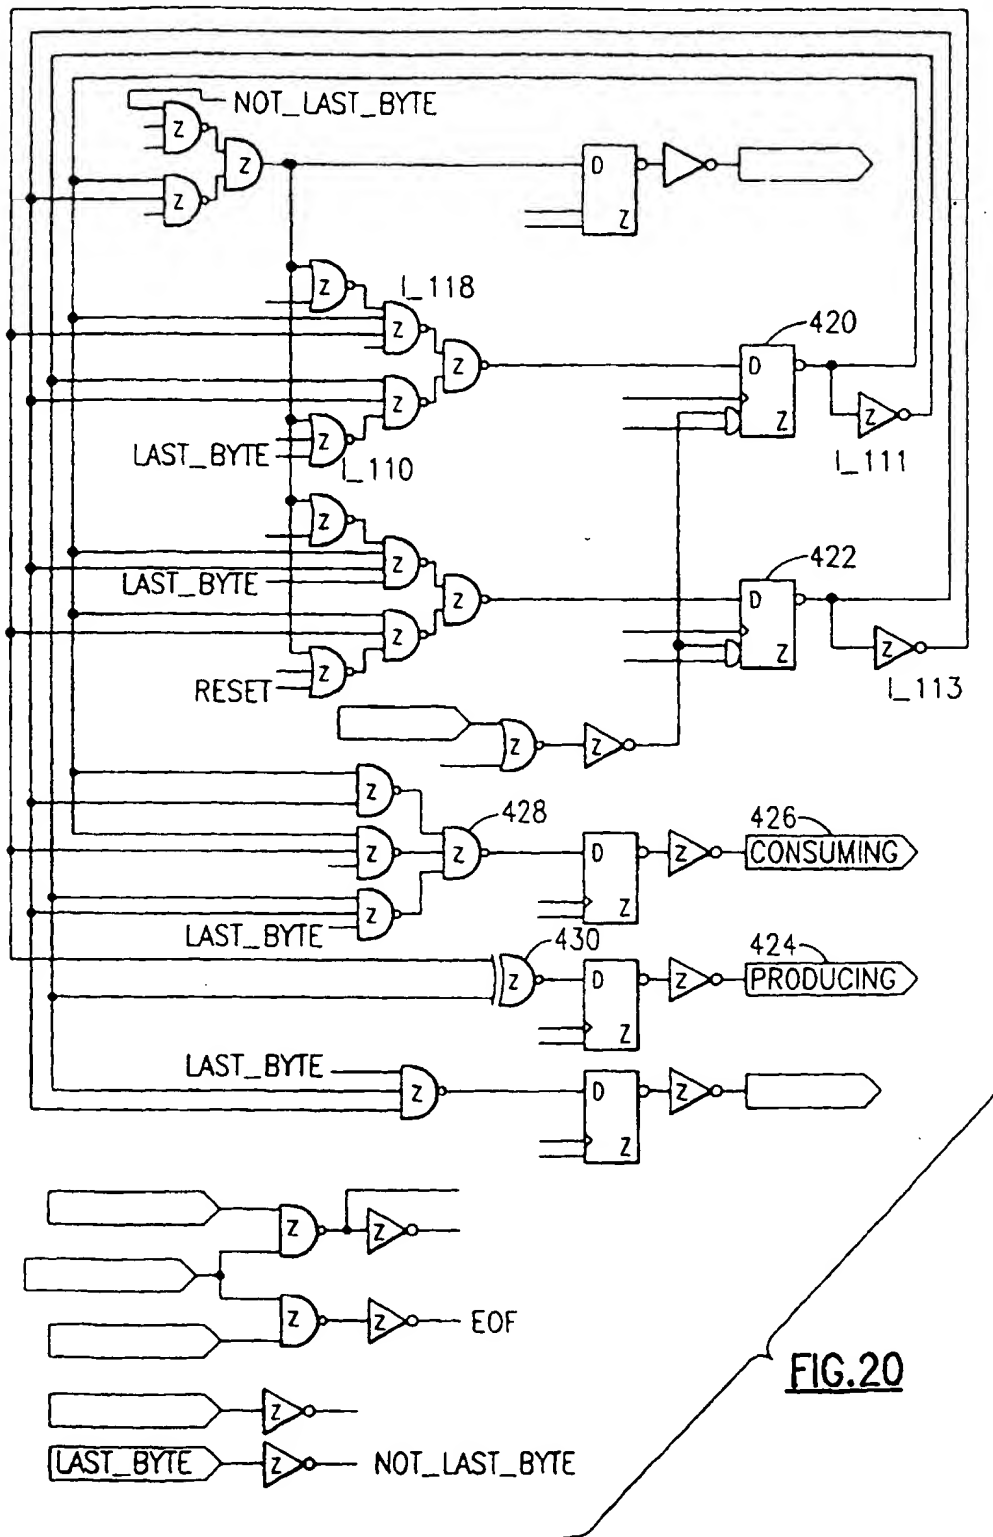 NOT_LAST_BYTE
Z
Z
Z
D
Z
Z
I_118
Z
Z
420
D
Z
Z
Z
LAST_BYTE
Z
I_110
Z
I_111
Z
422
LAST_BYTE
Z
Z
D
Z
Z
Z
RESET
Z
I_113
Z
Z
Z
428
426
Z
Z
D
Z
Z
CONSUMING
Z
LAST_BYTE
430
424
Z
D
Z
Z
PRODUCING
LAST_BYTE
Z
D
Z
Z
Z
Z
Z
Z
EOF
FIG.20
Z
LAST_BYTE
Z
NOT_LAST_BYTE